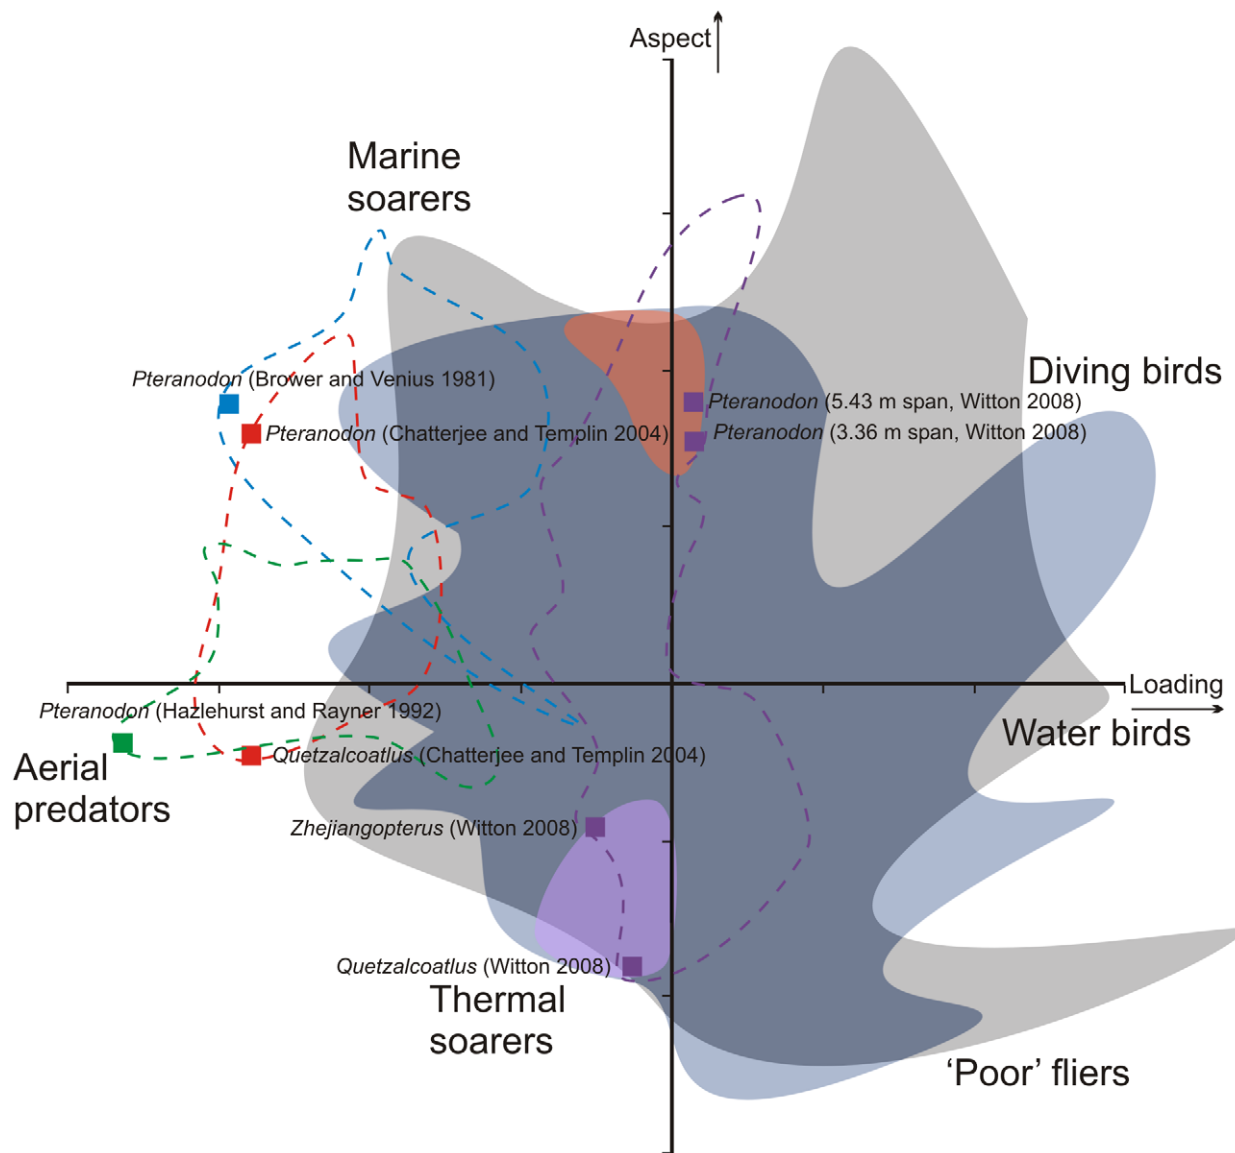 Aspect
Marine
soarers
Pteranodon (Brower and Venius 1981)
Diving birds
Pteranodon (5.43 m span, Witton 2008)
Pteranodon (Chatterjee and Templin 2004)
Pteranodon (3.36 m span, Witton 2008)
Loading
Pteranodon (Hazlehurst and Rayner 1992)
Water birds
Quetzalcoatlus (Chatterjee and Templin 2004)
Aerial
predators
Zhejiangopterus (Witton 2008)
Quetzalcoatlus (Witton 2008)
Thermal
soarers
‘Poor’ fliers